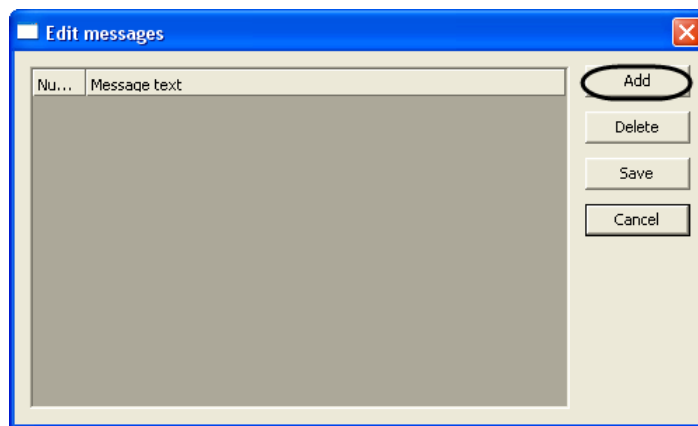 Edit messages
Nu... Message text
Add
Delete
Save
Cancel